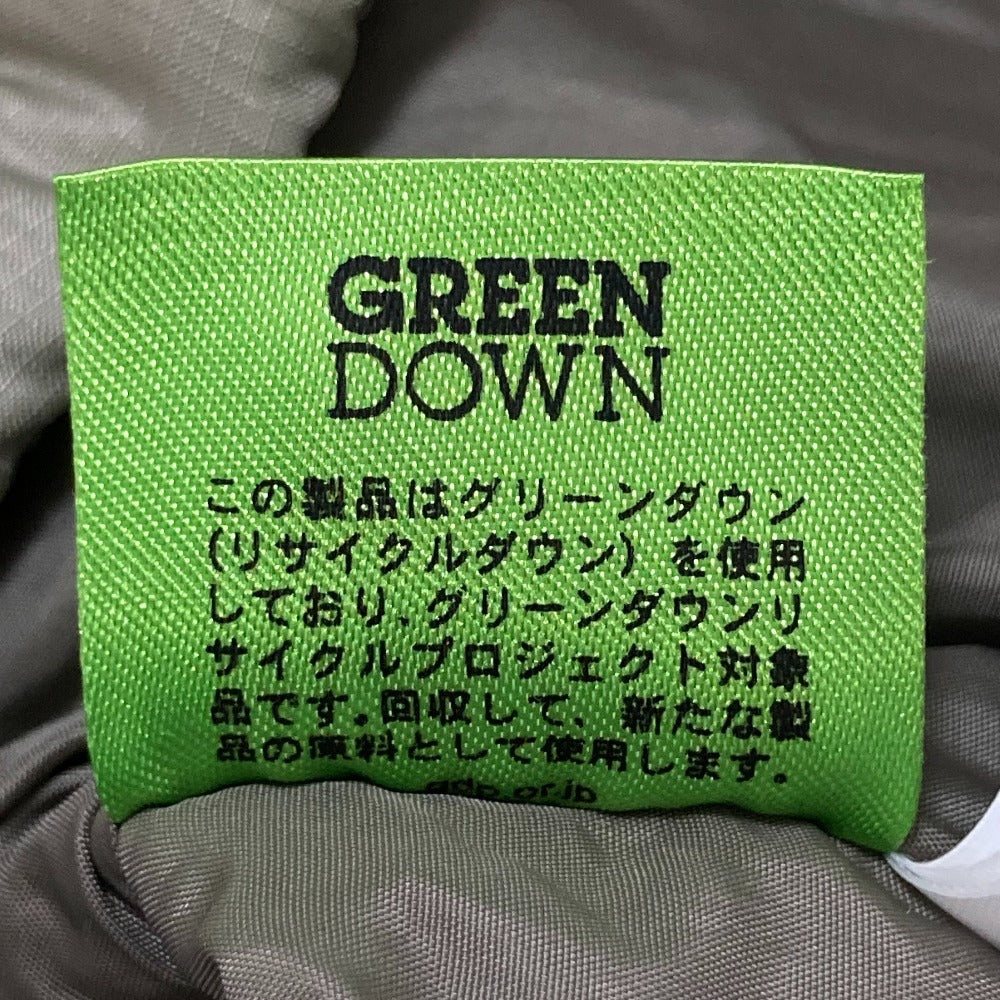 GREEN
DOWN
この製品はグリーンダウン
(リサイクルダウン) を使用
しており、グリーンダウンリ
サイクルプロジェクト対象
品です。回収して、新たな製
品の原料として使用します。
gdp.or.jp